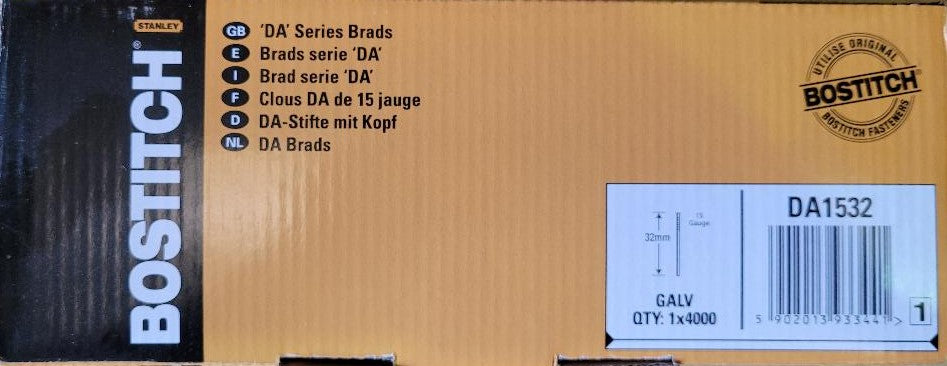 STANLEY
BOSTITCH®
GB 'DA' Series Brads
E Brads serie 'DA'
I Brad serie 'DA'
F Clous DA de 15 jauge
D DA-Stifte mit Kopf
NL DA Brads
UTILISE ORIGINAL
BOSTITCH®
BOSTITCH FASTENERS
15
Gauge
32mm
GALV
QTY: 1x4000
DA1532
5 902013 933441 >
1